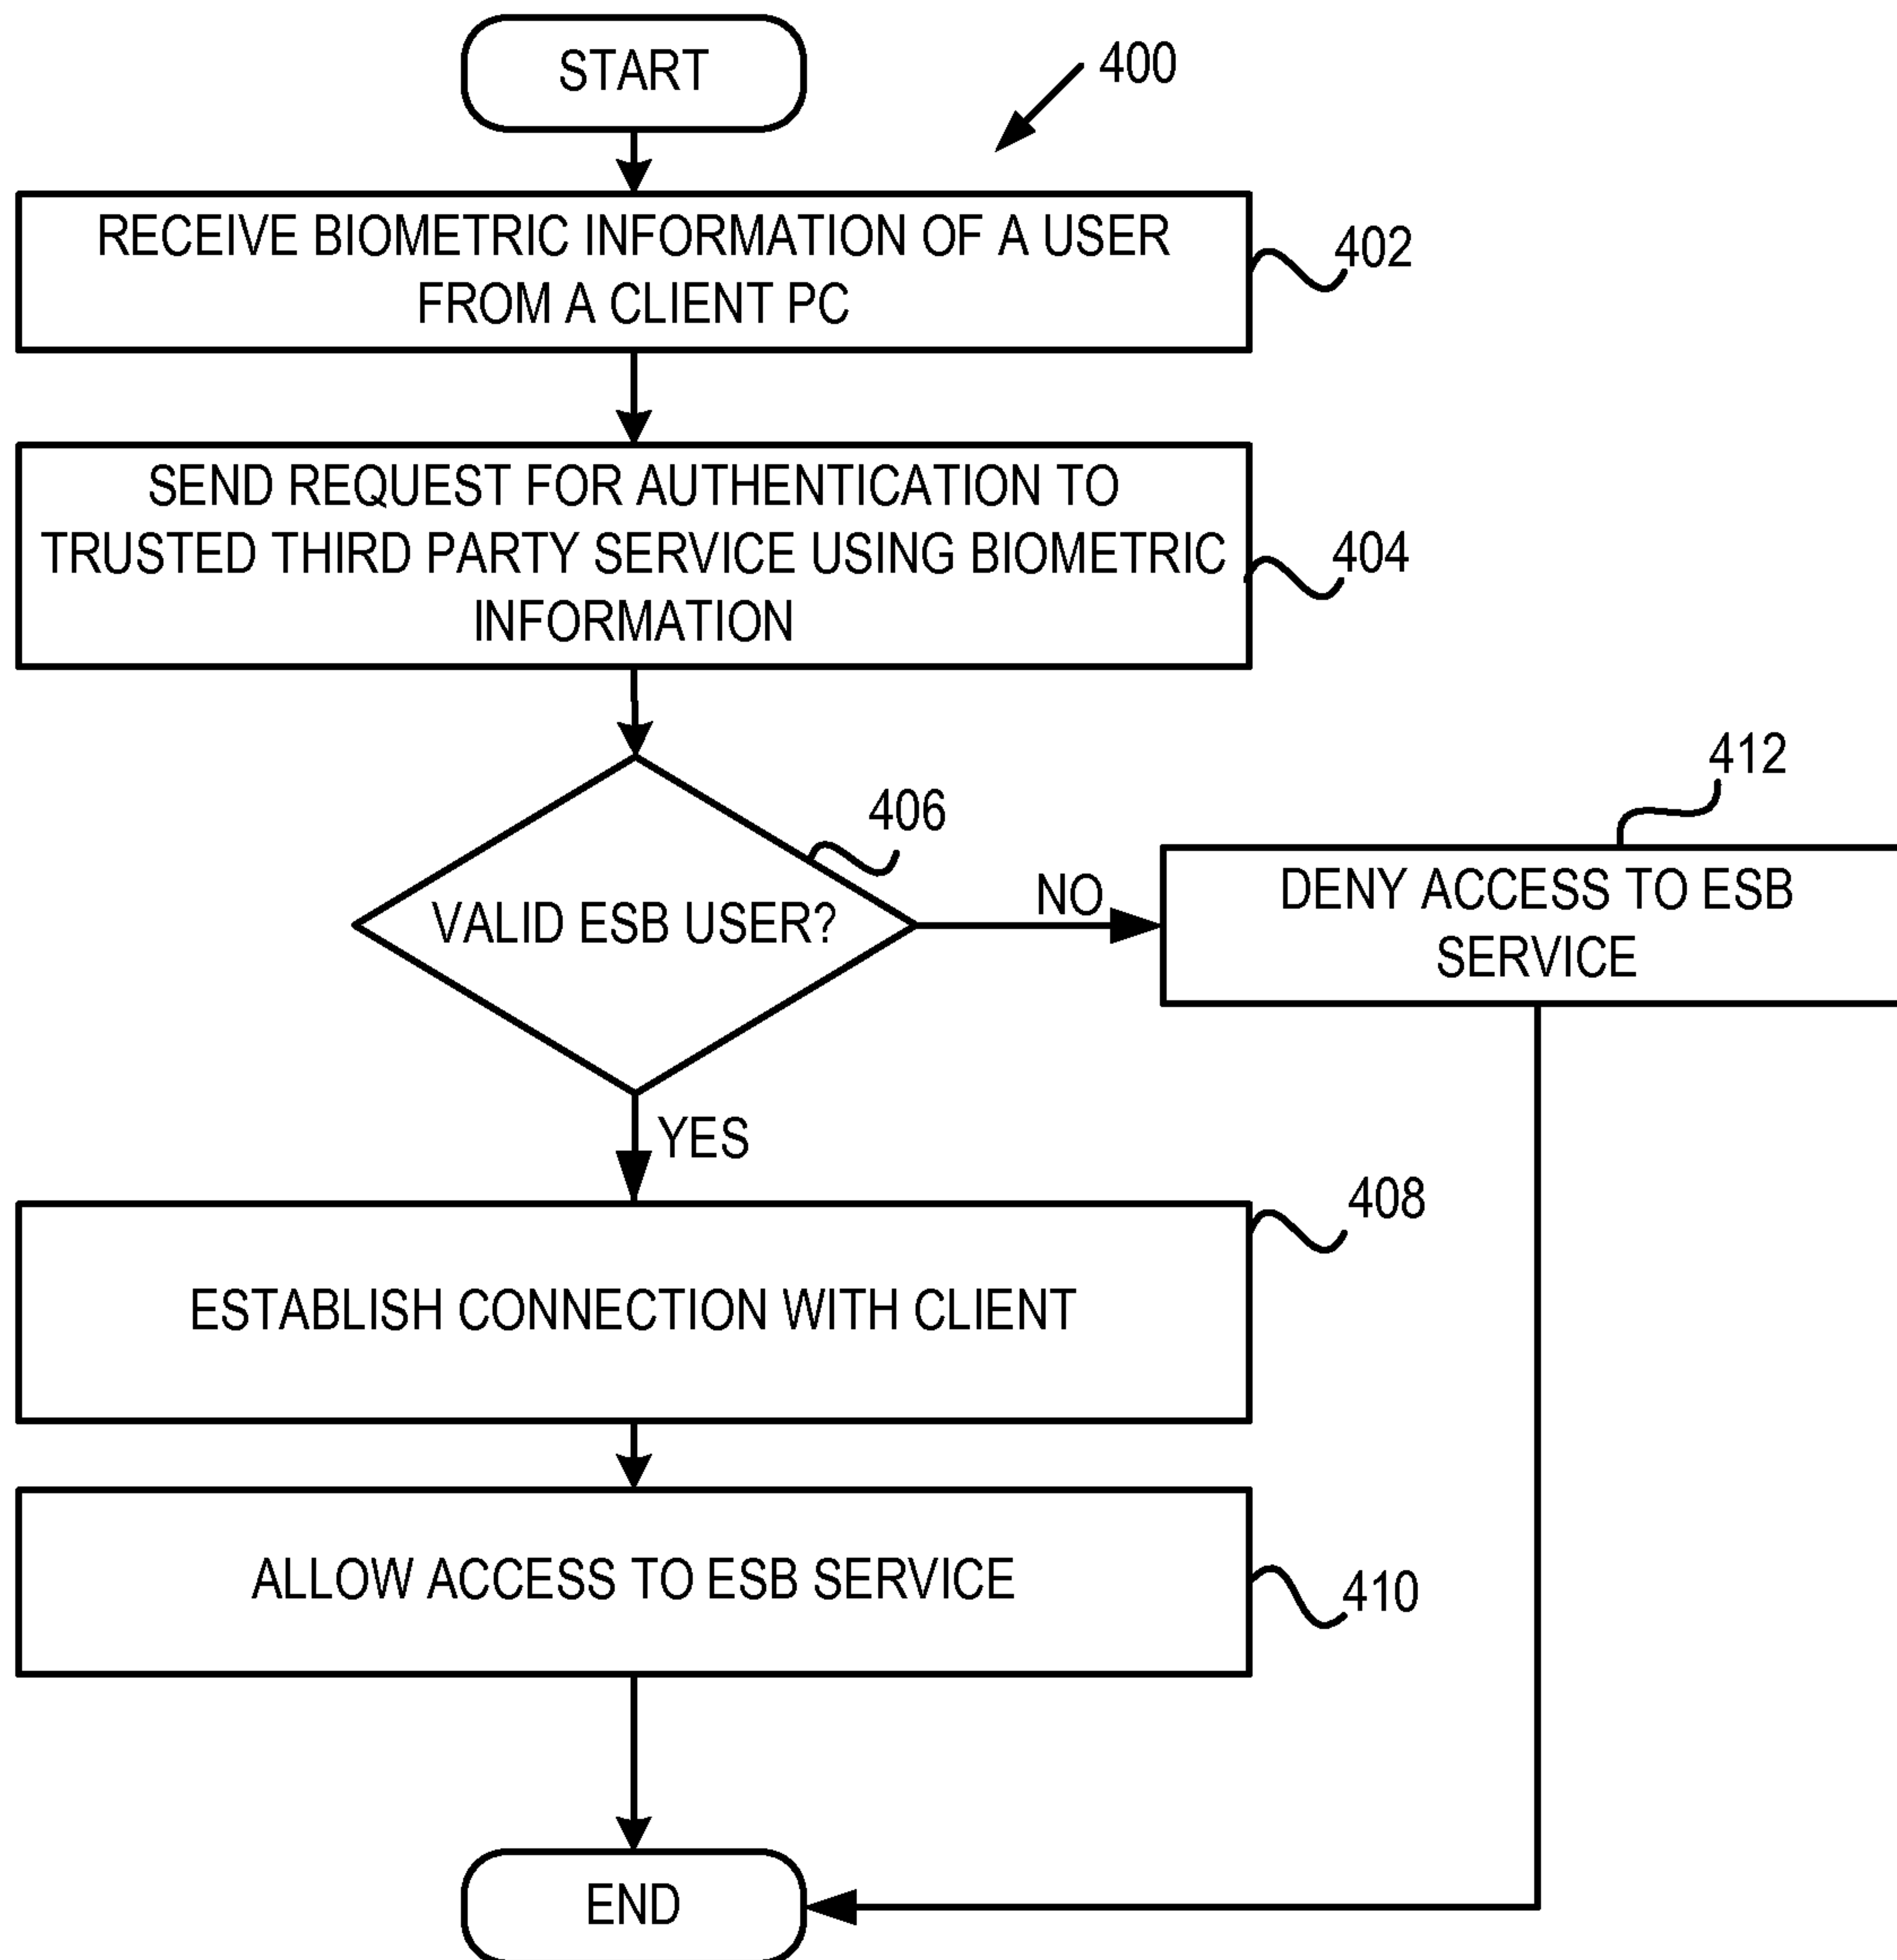 START
400
RECEIVE BIOMETRIC INFORMATION OF A USER
FROM A CLIENT PC
402
SEND REQUEST FOR AUTHENTICATION TO
TRUSTED THIRD PARTY SERVICE USING BIOMETRIC
INFORMATION
404
VALID ESB USER?
406
NO
412
DENY ACCESS TO ESB
SERVICE
YES
408
ESTABLISH CONNECTION WITH CLIENT
ALLOW ACCESS TO ESB SERVICE
410
END